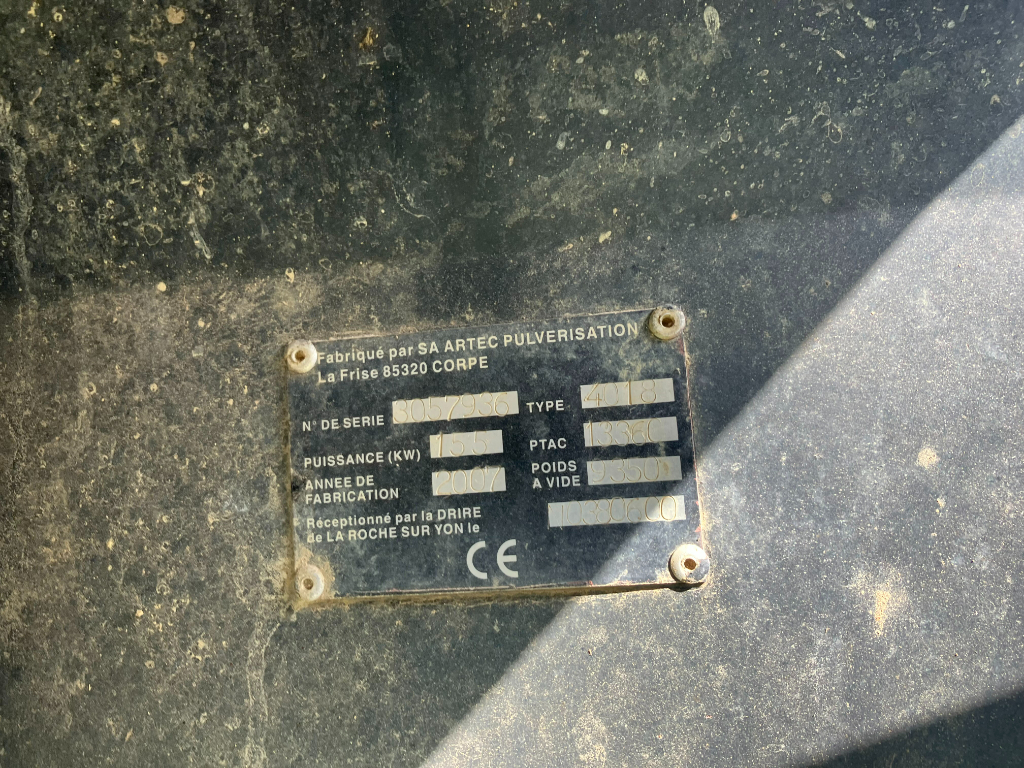 Fabriqué par SA ARTEC PULVERISATION
La Frise 85320 CORPE
N° DE SERIE 3057936 TYPE 4018
PUISSANCE (KW) 155 PTAC 13360
ANNEE DE FABRICATION 2007 POIDS A VIDE 9350
Réceptionné par la DRIRE
de LA ROCHE SUR YON le
CE